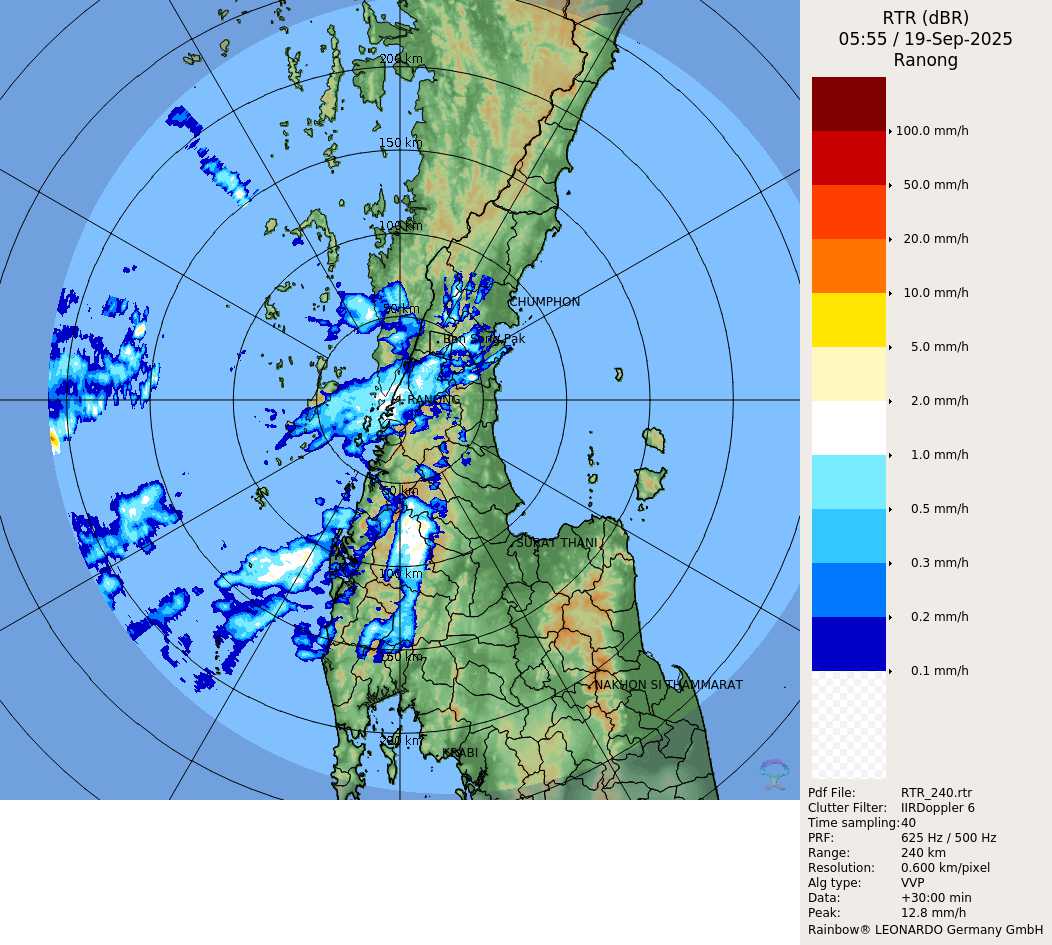 RTR (dBR)
05:55 / 19-Sep-2025
Ranong
100.0 mm/h
50.0 mm/h
20.0 mm/h
10.0 mm/h
5.0 mm/h
2.0 mm/h
1.0 mm/h
0.5 mm/h
0.3 mm/h
0.2 mm/h
0.1 mm/h
200 km
150 km
100 km
CHUMPHON
50 km
RANONG
50 km
SURAT THANI
100 km
150 km
NAKHON SI THAMMARAT
200 km
KRABI
Pdf File: RTR_240.rtr
Clutter Filter: IIRDoppler 6
Time sampling: 40
PRF: 625 Hz / 500 Hz
Range: 240 km
Resolution: 0.600 km/pixel
Alg type: VVP
Data: +30:00 min
Peak: 12.8 mm/h
Rainbow® LEONARDO Germany GmbH